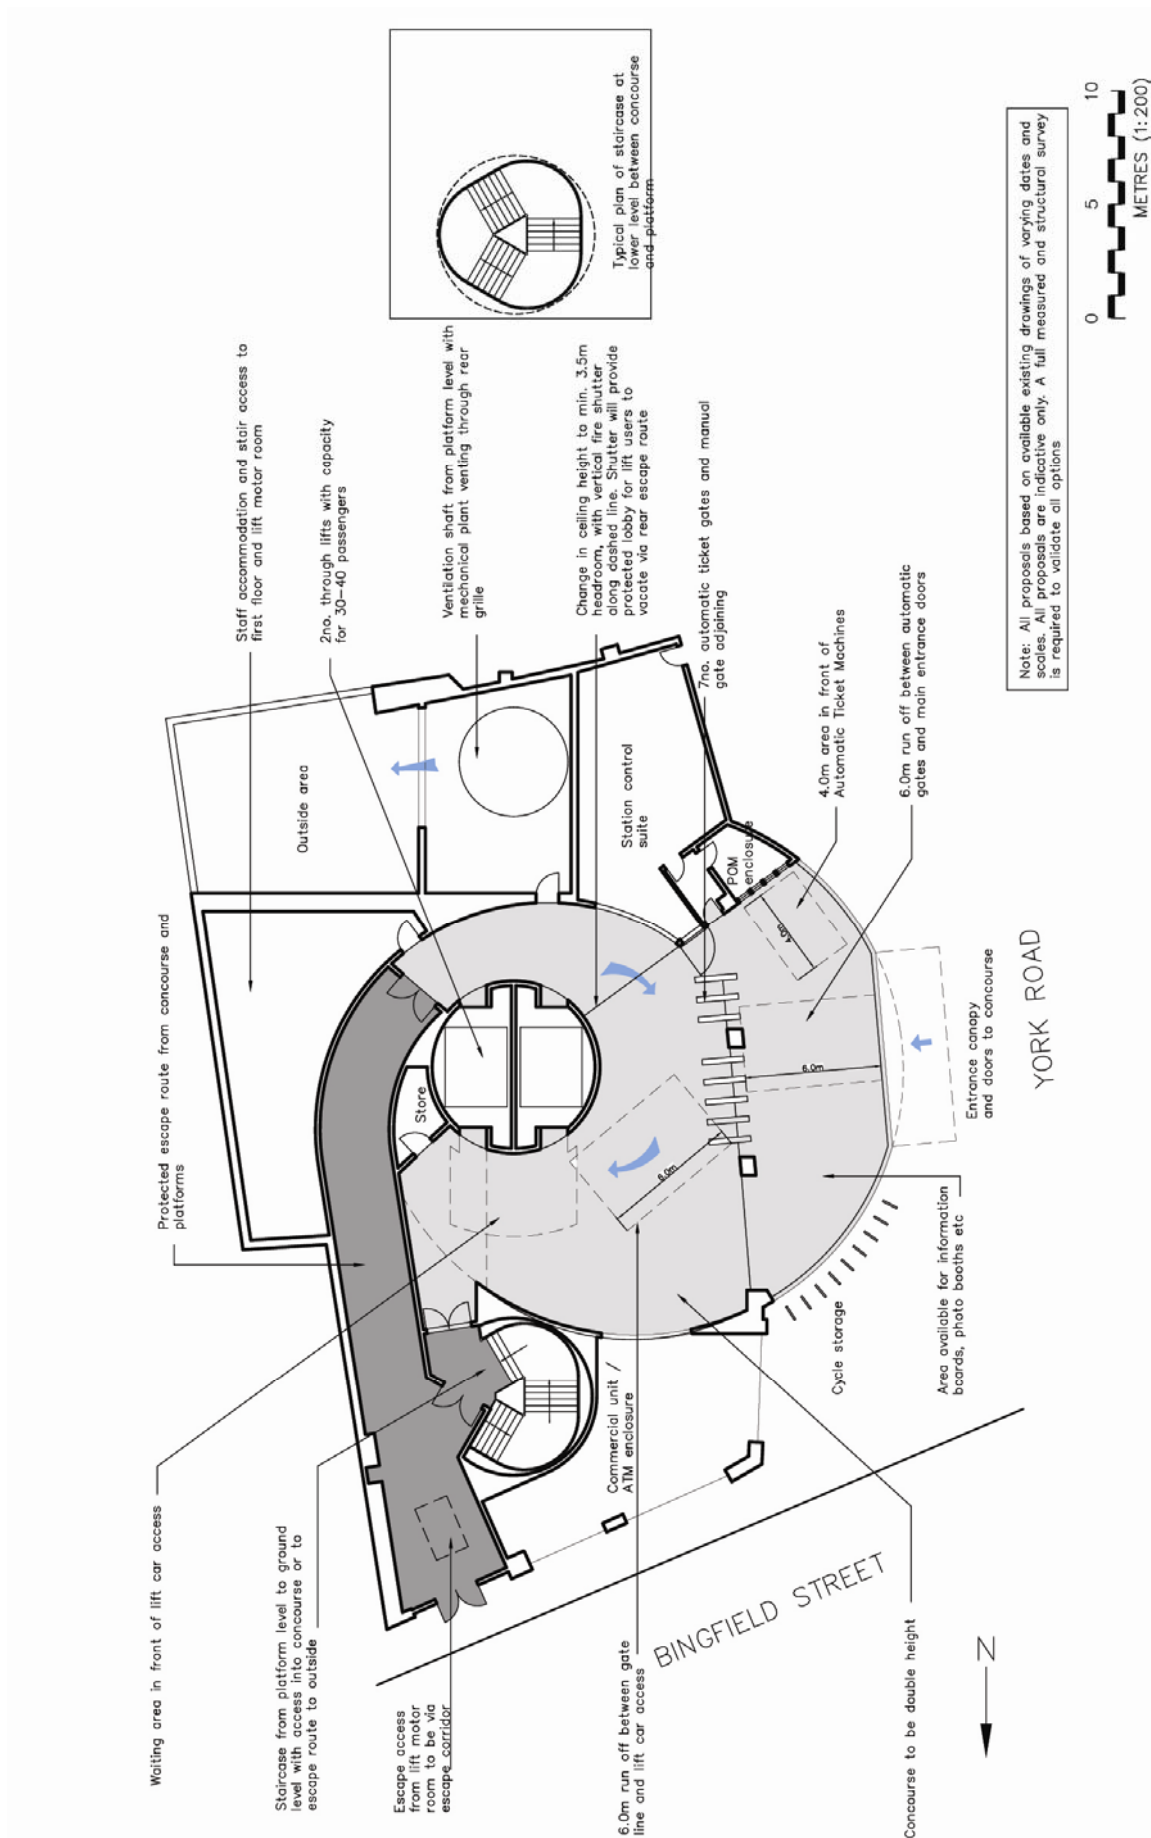 Typical plan of staircase at
lower level between concourse
and platform
0
5
10
METRES (1:200)
Note: All proposals based on available existing drawings of varying dates and
scales. All proposals are indicative only. A full measured and structural survey
is required to validate all options
Staff accommodation and stair access to
first floor and lift motor room
2no. through lifts with capacity
for 30-40 passengers
Ventilation shaft from platform level with
mechanical plant venting through rear
grille
Change in ceiling height to min. 3.5m
headroom, with vertical fire shutter
along dashed line. Shutter will provide
protected lobby for lift users to
vacate via rear escape route
7no. automatic ticket gates and manual
gate adjoining
4.0m area in front of
Automatic Ticket Machines
6.0m run off between automatic
gates and main entrance doors
Outside area
Station control
suite
POM
enclosure
4.0m
Protected escape route from concourse and
platforms
Store
6.0m
6.0m
Entrance canopy
and doors to concourse
YORK ROAD
Waiting area in front of lift car access
Staircase from platform level to ground
level with access into concourse or to
escape route to outside
Escape access
from lift motor
room to be via
escape corridor
Commercial unit /
ATM enclosure
Cycle storage
Area available for information
boards, photo booths etc
6.0m run off between gate
line and lift car access
BINGFIELD STREET
Concourse to be double height
N